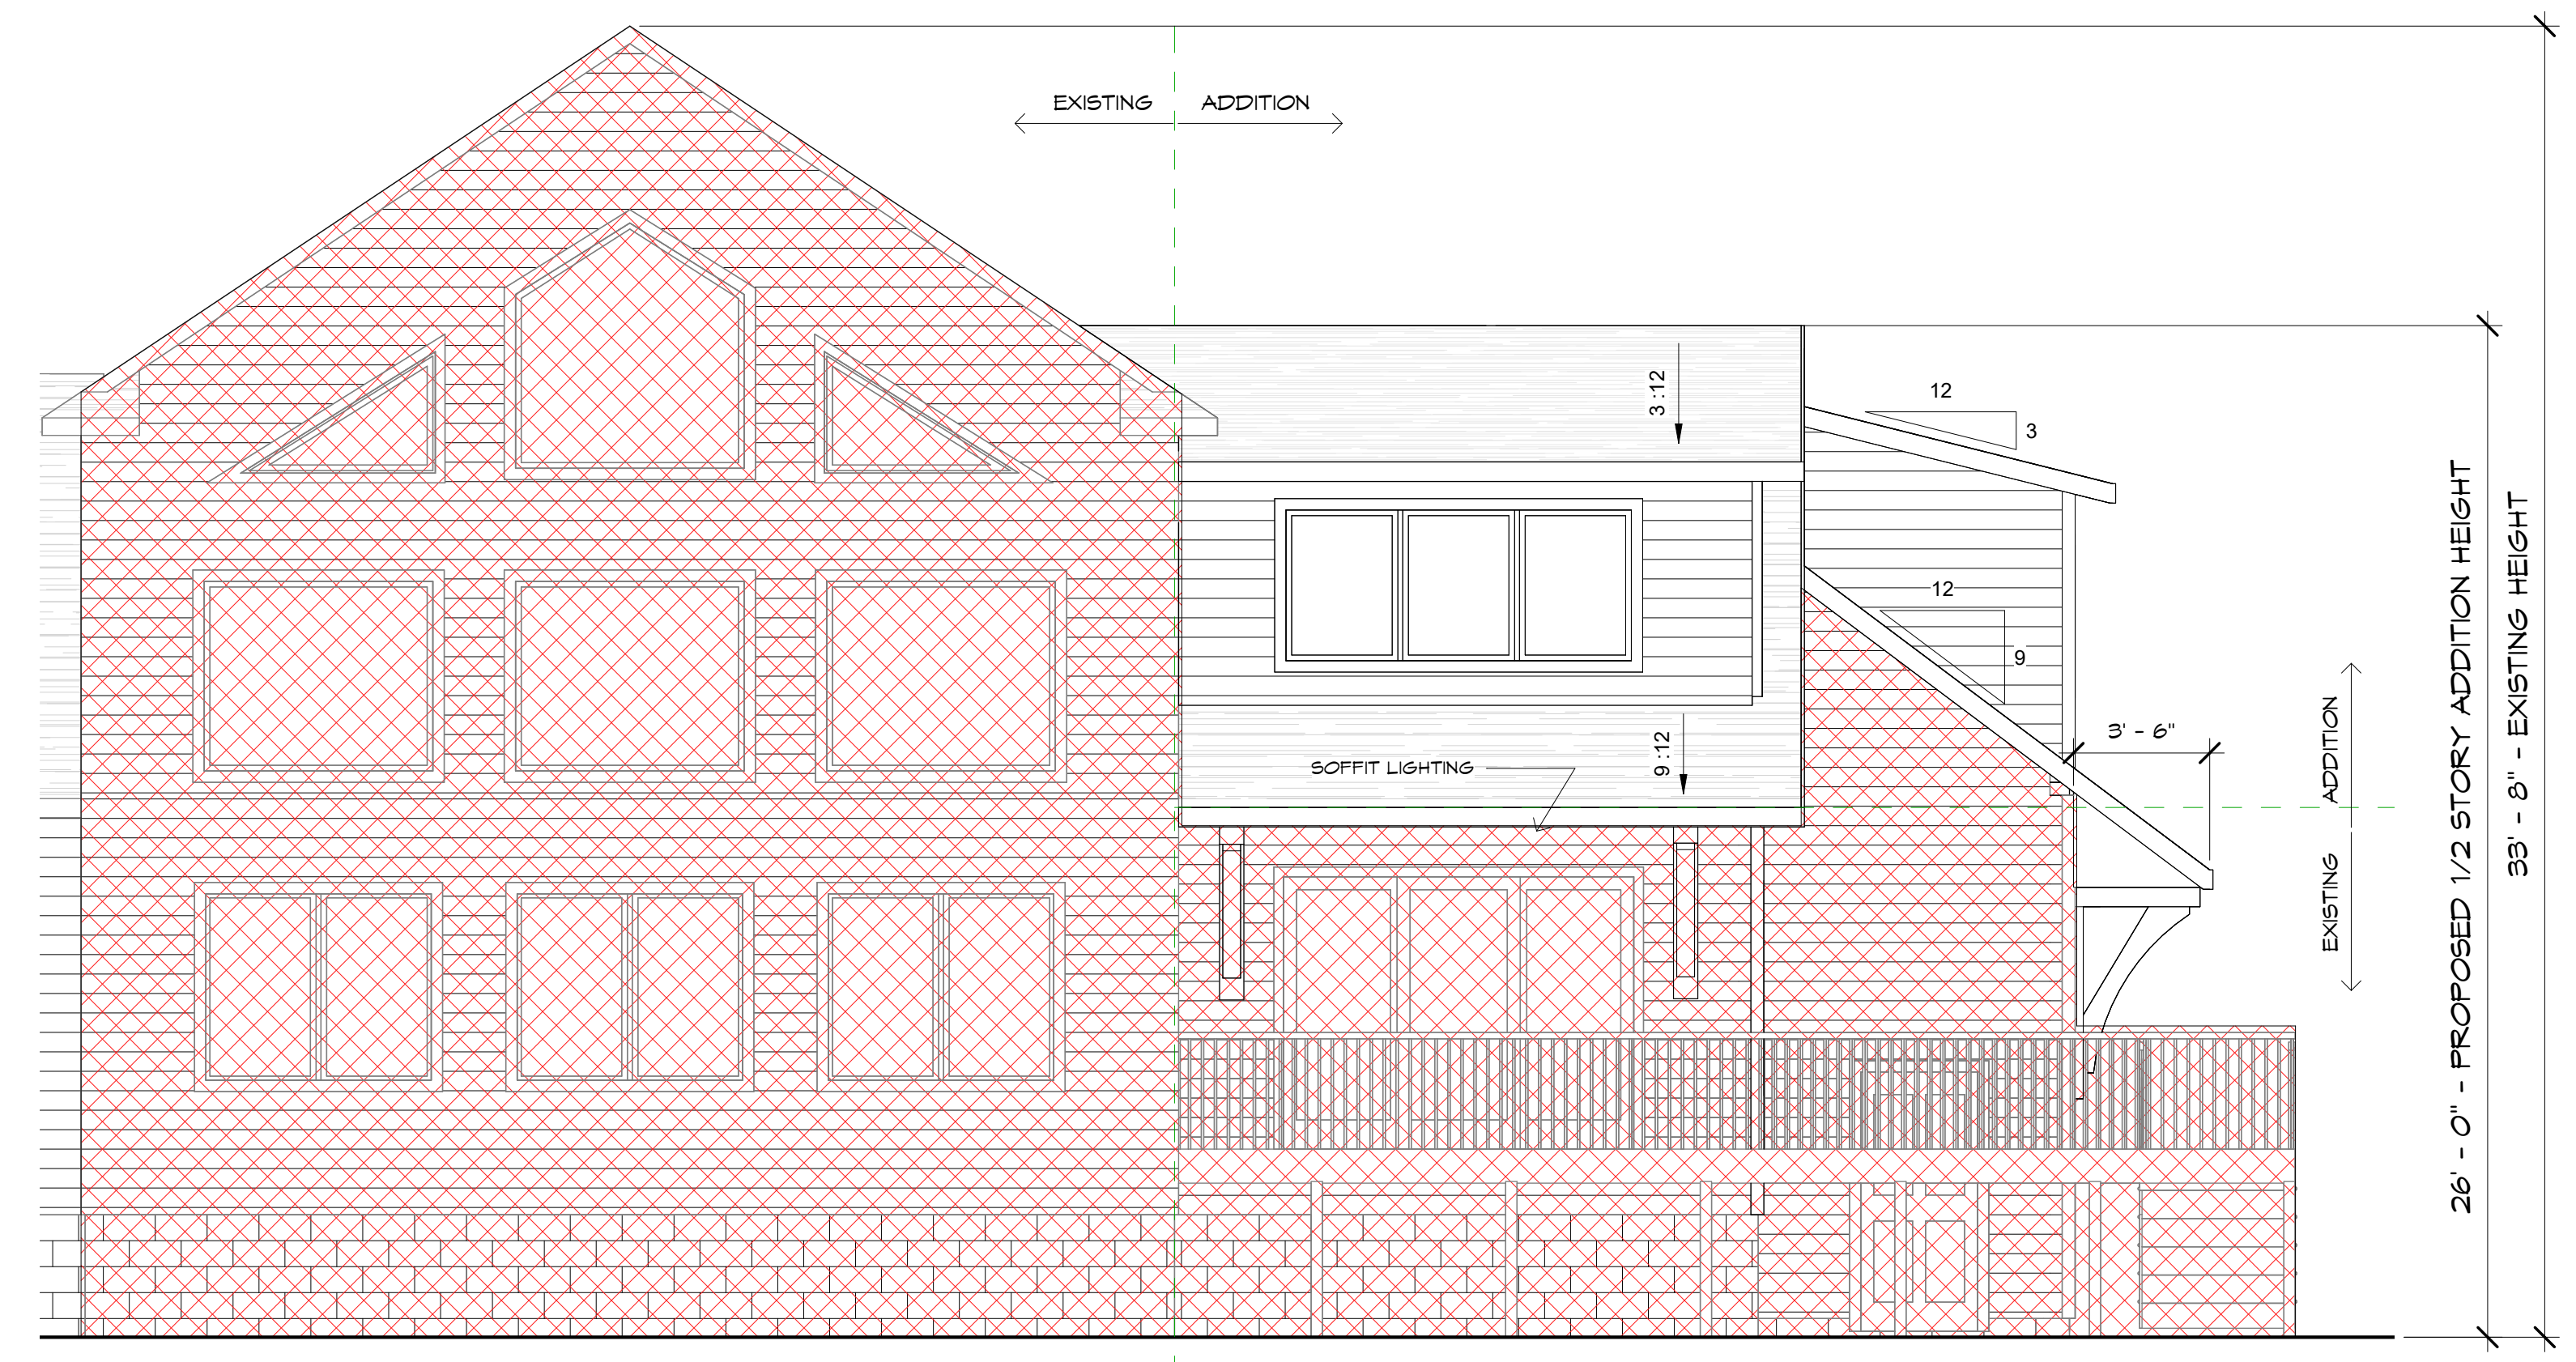 EXISTING
ADDITION
3 :12
12
3
12
9
3' - 6"
SOFFIT LIGHTING
9 :12
ADDITION
EXISTING
26' - 0" - PROPOSED 1/2 STORY ADDITION HEIGHT
33' - 8" - EXISTING HEIGHT